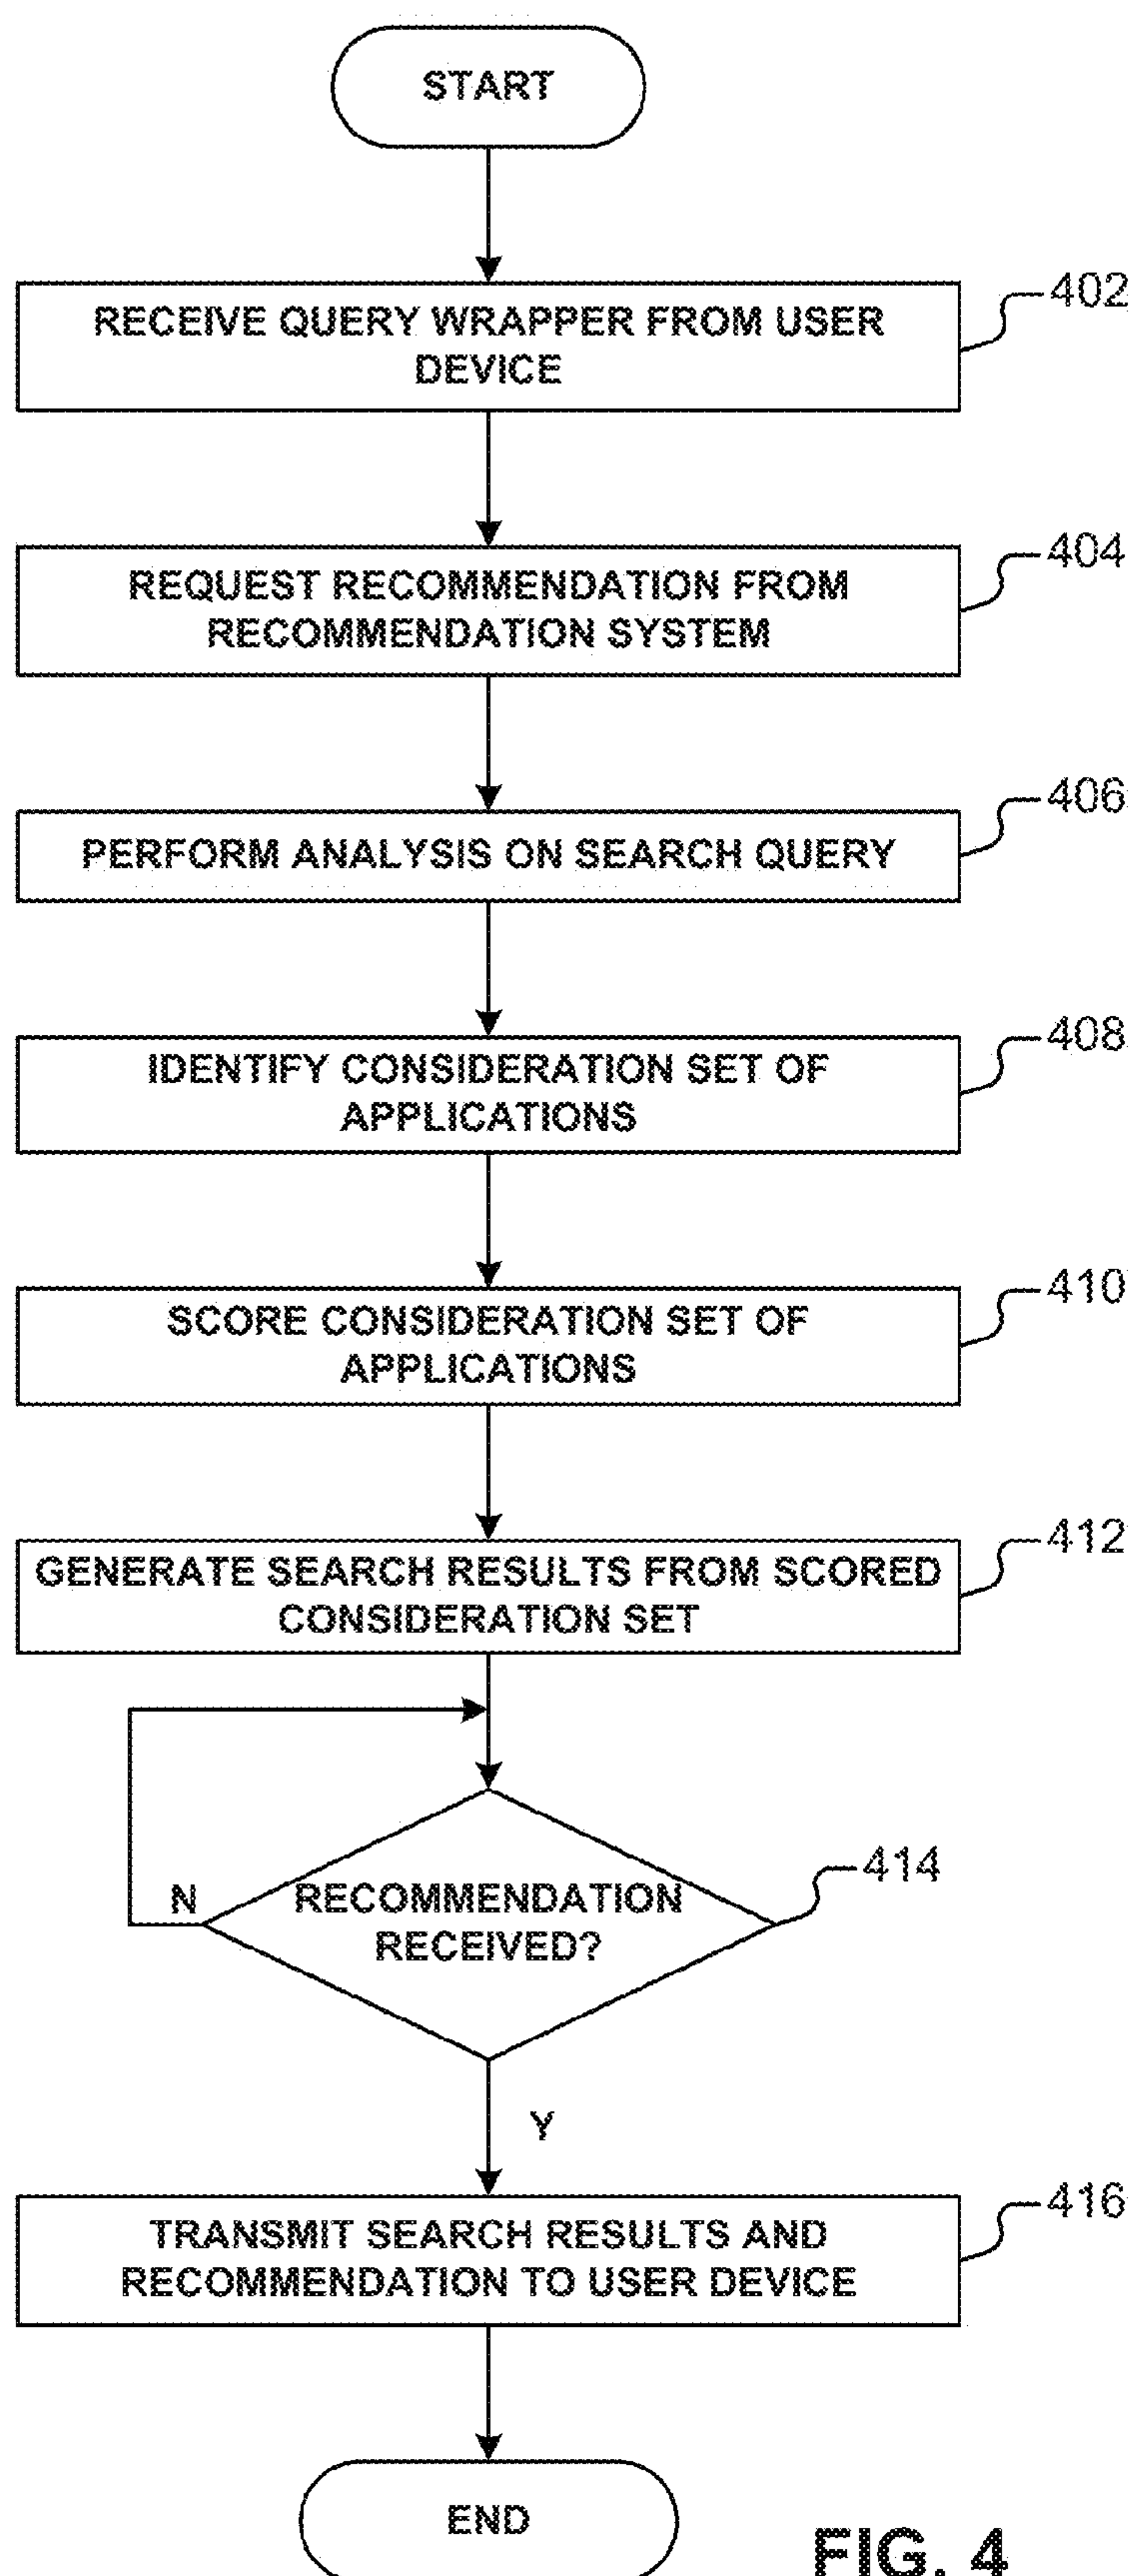 START
RECEIVE QUERY WRAPPER FROM USER
DEVICE
402
REQUEST RECOMMENDATION FROM
RECOMMENDATION SYSTEM
404
PERFORM ANALYSIS ON SEARCH QUERY
406
IDENTIFY CONSIDERATION SET OF
APPLICATIONS
408
SCORE CONSIDERATION SET OF
APPLICATIONS
410
GENERATE SEARCH RESULTS FROM SCORED
CONSIDERATION SET
412
RECOMMENDATION
RECEIVED?
414
N
Y
TRANSMIT SEARCH RESULTS AND
RECOMMENDATION TO USER DEVICE
416
END
FIG. 4